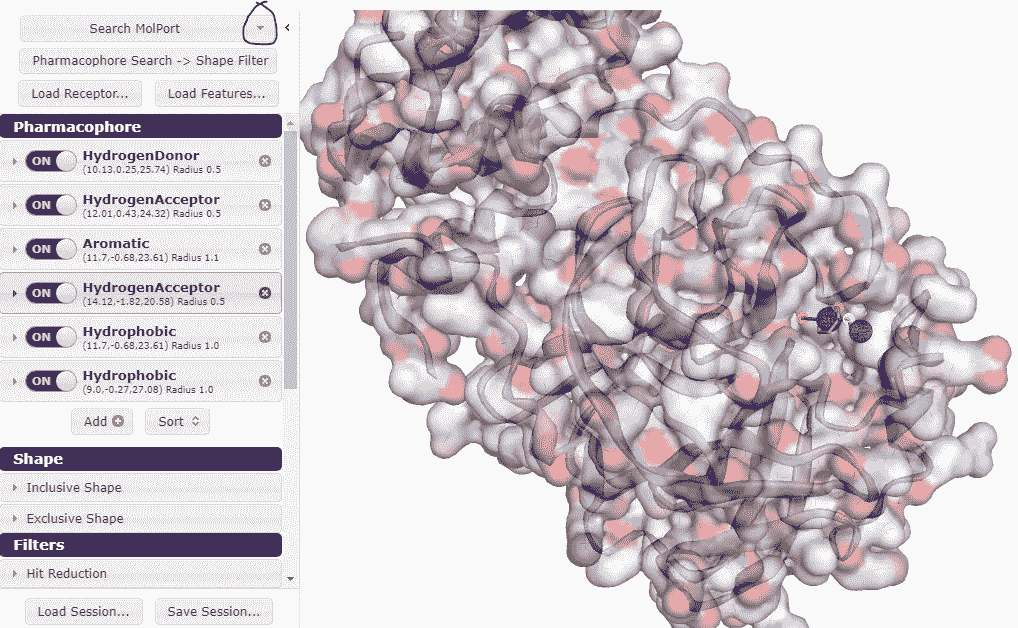 Search MolPort
Pharmacophore Search -> Shape Filter
Load Receptor... Load Features...
Pharmacophore
ON HydrogenDonor
(10.13,0.25,25.74) Radius 0.5
ON HydrogenAcceptor
(12.01,0.43,24.32) Radius 0.5
ON Aromatic
(11.7,-0.68,23.61) Radius 1.1
ON HydrogenAcceptor
(14.12,-1.82,20.58) Radius 0.5
ON Hydrophobic
(11.7,-0.68,23.61) Radius 1.0
ON Hydrophobic
(9.0,-0.27,27.08) Radius 1.0
Add Sort
Shape
Inclusive Shape
Exclusive Shape
Filters
Hit Reduction
Load Session... Save Session...